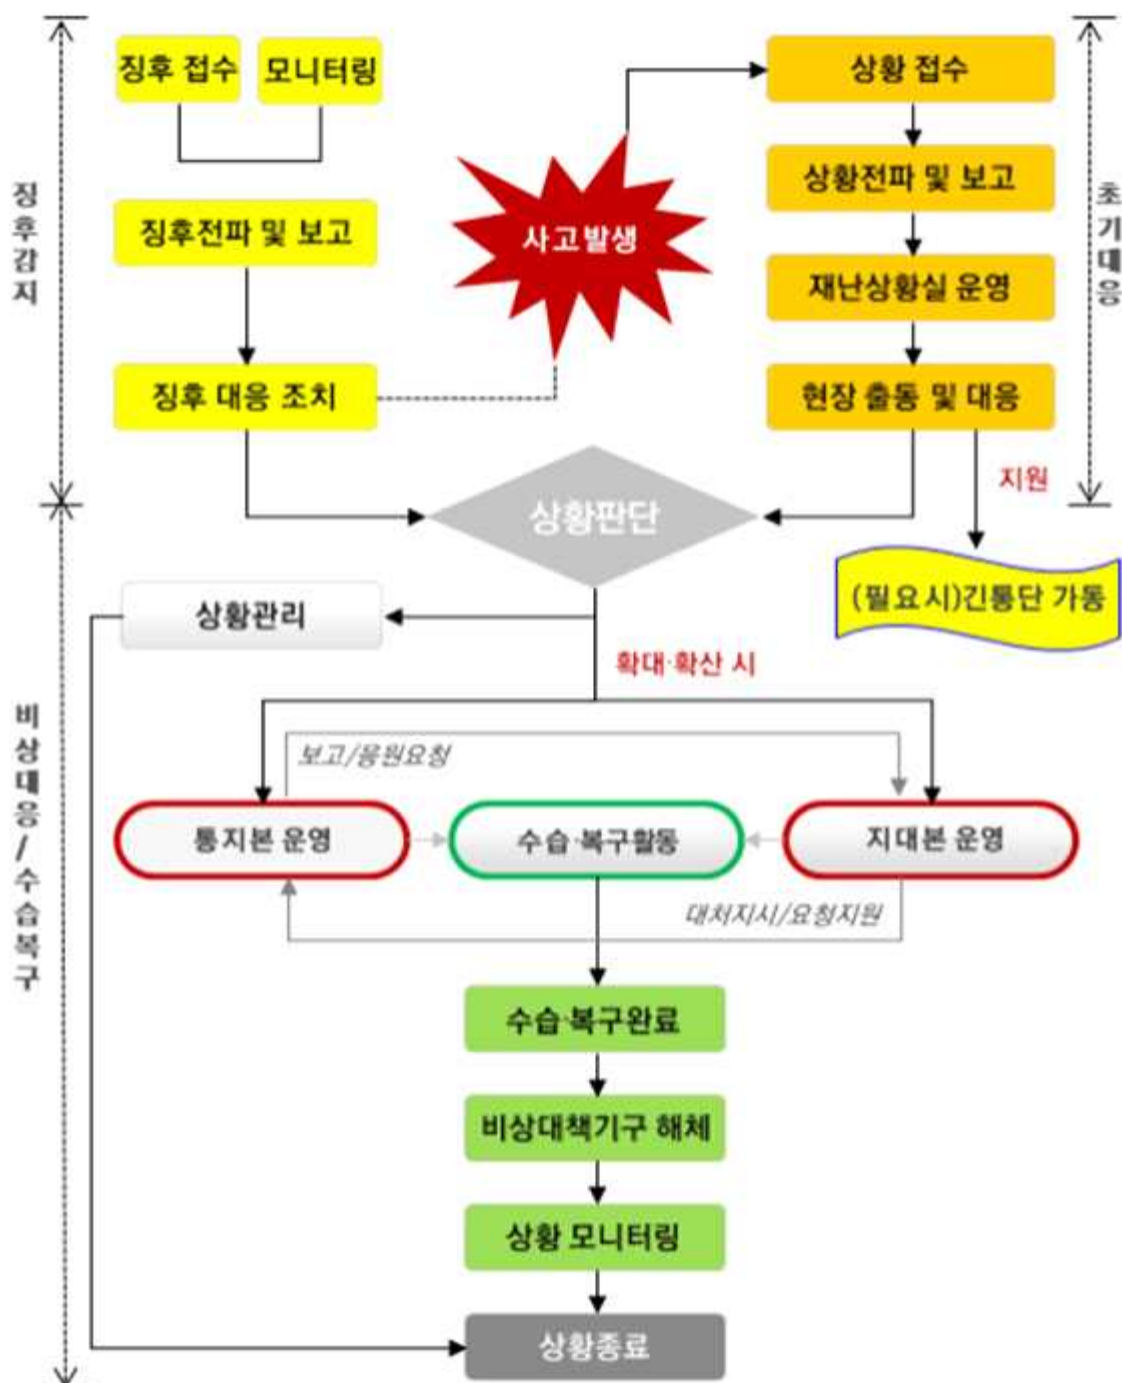 징후 접수
모니터링
상황 접수
상황전파 및 보고
징후감지
징후전파 및 보고
사고발생
초기대응
재난상황실 운영
징후 대응 조치
현장 출동 및 대응
지원
상황판단
(필요시)긴통단 가동
상황관리
확대·확산 시
비상대응/수습복구
보고/응원요청
통지본 운영
수습·복구활동
지대본 운영
대처지시/요청지원
수습·복구완료
비상대책기구 해체
상황 모니터링
상황종료